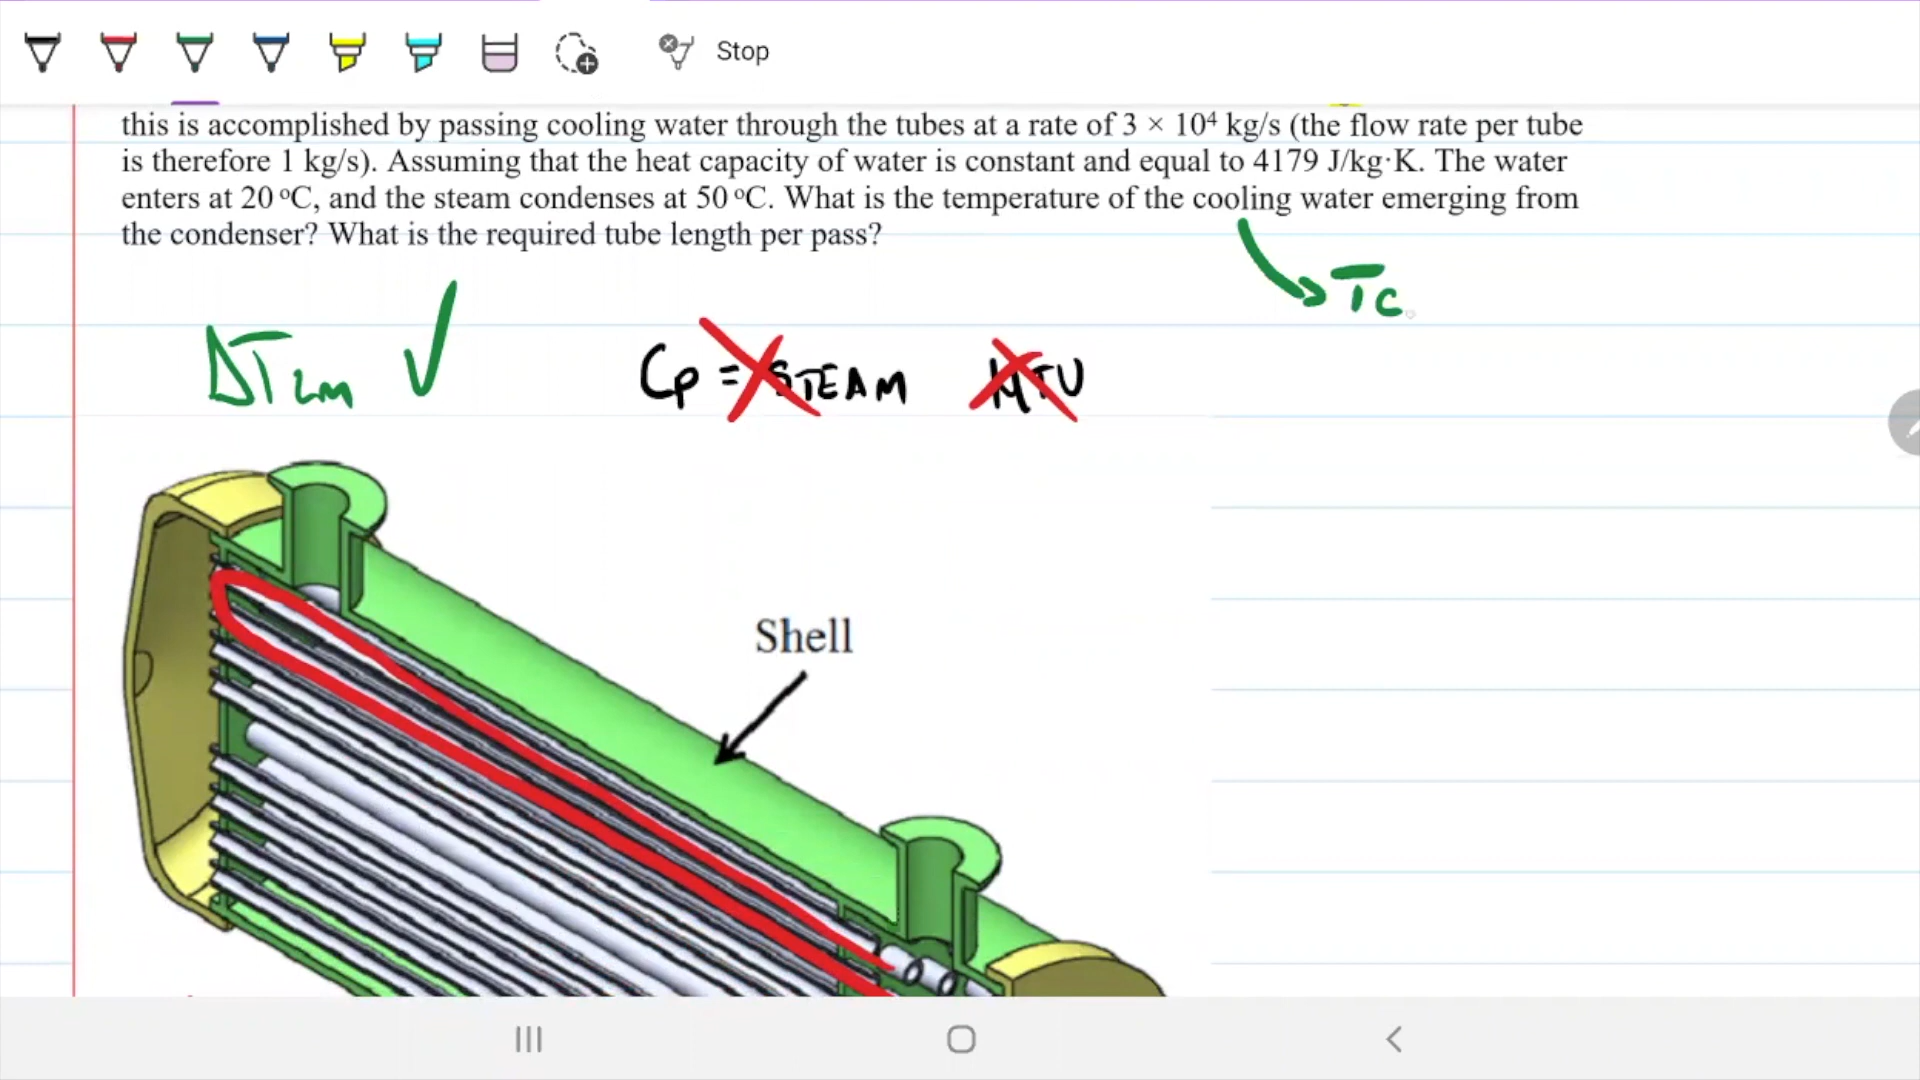 Stop
this is accomplished by passing cooling water through the tubes at a rate of 3 × 10⁴ kg/s (the flow rate per tube
is therefore 1 kg/s). Assuming that the heat capacity of water is constant and equal to 4179 J/kg·K. The water
enters at 20 ºC, and the steam condenses at 50 ºC. What is the temperature of the cooling water emerging from
the condenser? What is the required tube length per pass?
Tc
ΔTLM ✓ Cp = STEAM NTU
Shell